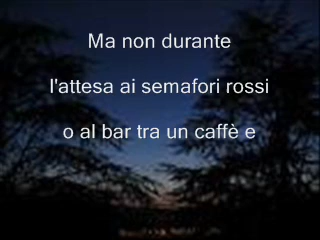 Ma non durante
l'attesa ai semafori rossi
o al bar tra un caffè e